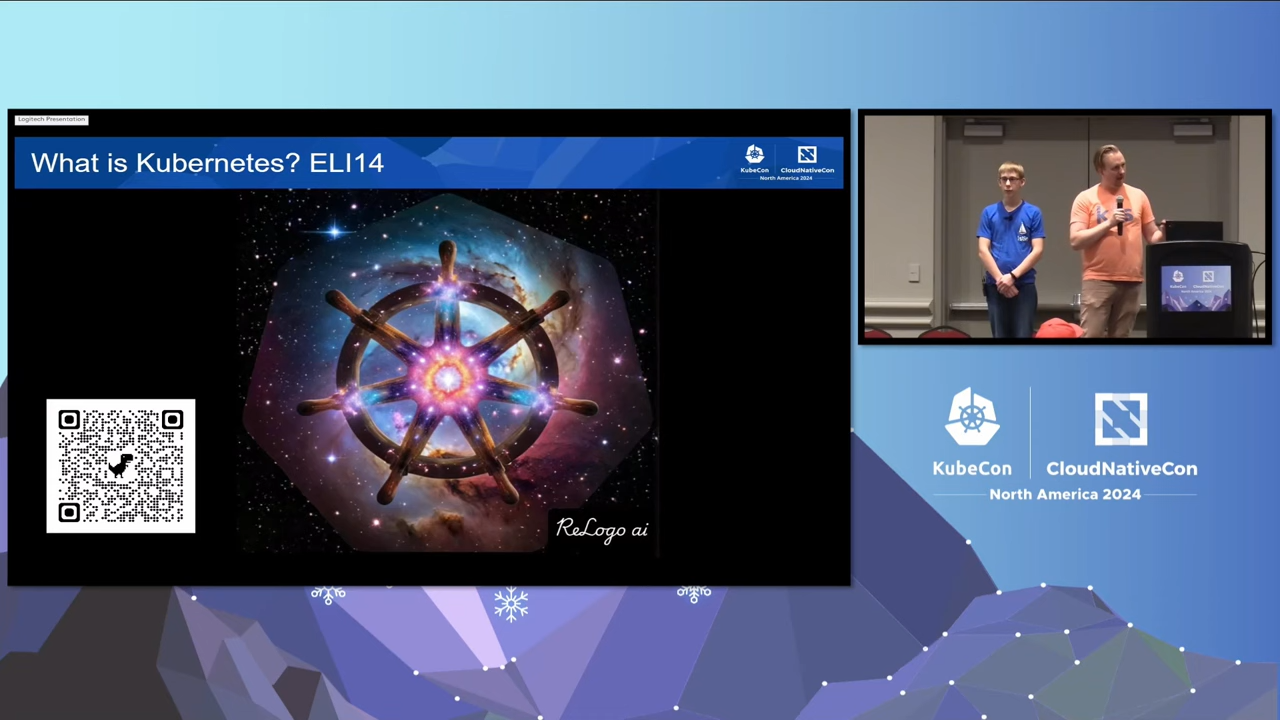 Logitech Presentation
What is Kubernetes? ELI14
KubeCon
CloudNativeCon
North America 2024
ReLogo ai
KubeCon
CloudNativeCon
North America 2024